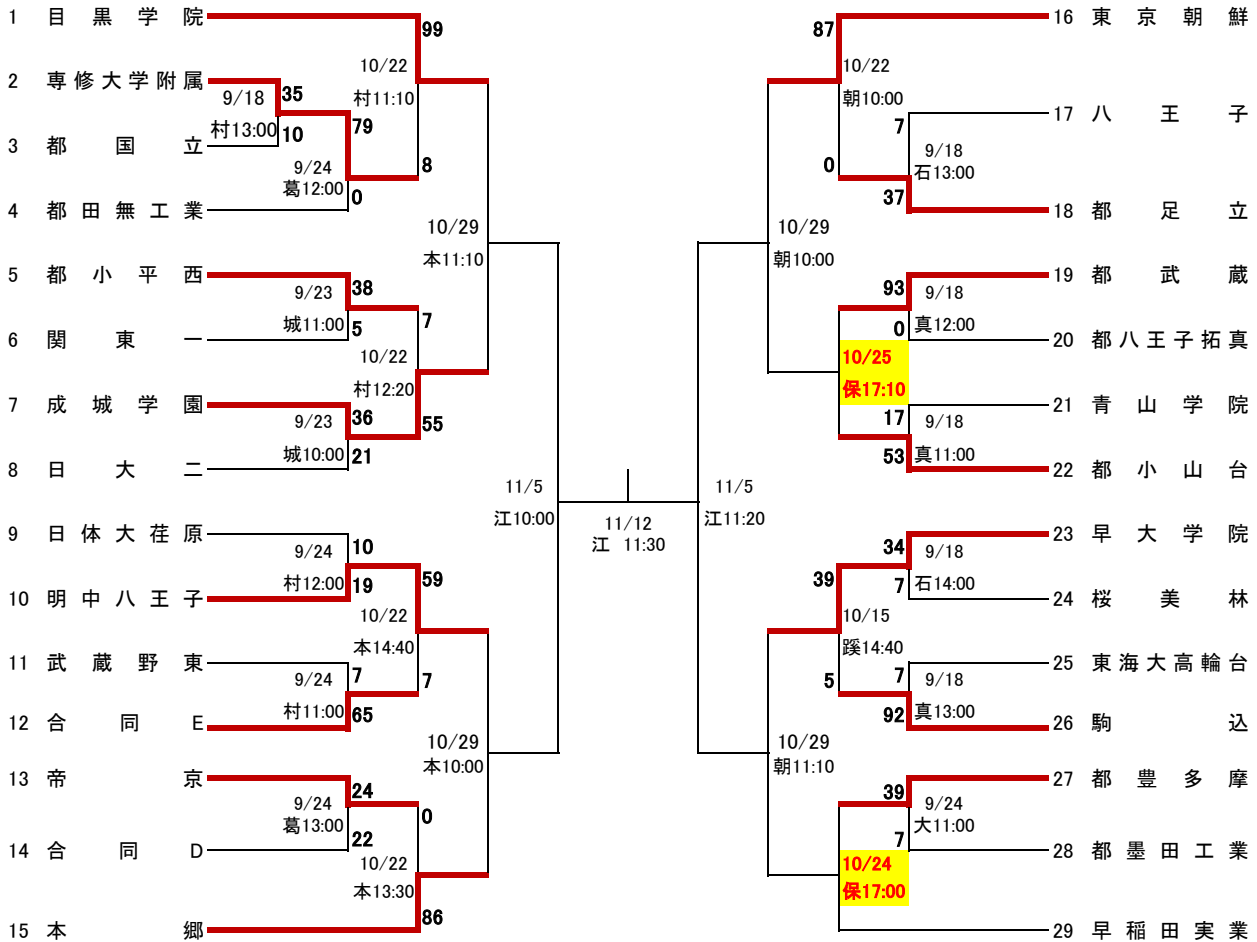 1 目黒学院
99
10/22
村11:10
2 専修大学附属
35
9/18
村13:00
10
79
3 都国立
9/24
葛12:00
8
0
4 都田無工業
10/29
本11:10
5 都小平西
38
9/23
城11:00
5
7
6 関東一
10/22
村12:20
7 成城学園
36
55
9/23
城10:00
21
8 日大二
11/5
江10:00
9 日体大荏原
10
9/24
村12:00
19
59
10 明中八王子
10/22
本14:40
11 武蔵野東
7
7
9/24
村11:00
65
12 合同E
10/29
本10:00
13 帝京
24
9/24
葛13:00
22
0
14 合同D
10/22
本13:30
86
15 本郷
11/12
江 11:30
16 東京朝鮮
87
10/22
朝10:00
17 八王子
7
9/18
石13:00
0
37
18 都足立
10/29
朝10:00
19 都武蔵
93
9/18
真12:00
0
20 都八王子拓真
10/25
保17:10
21 青山学院
17
9/18
真11:00
53
22 都小山台
11/5
江11:20
23 早大学院
34
9/18
石14:00
39
7
24 桜美林
10/15
蹊14:40
25 東海大高輪台
5
7
9/18
真13:00
92
26 駒込
10/29
朝11:10
27 都豊多摩
39
9/24
大11:00
7
28 都墨田工業
10/24
保17:00
29 早稲田実業